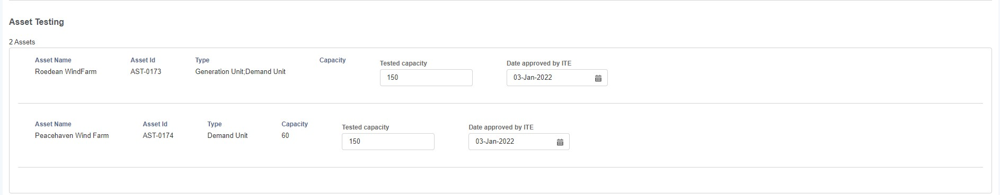 Asset Testing
2 Assets
Asset Name Asset Id Type Capacity Tested capacity Date approved by ITE
Roedean WindFarm AST-0173 Generation Unit;Demand Unit 150 03-Jan-2022
Asset Name Asset Id Type Capacity Tested capacity Date approved by ITE
Peacehaven Wind Farm AST-0174 Demand Unit 60 150 03-Jan-2022